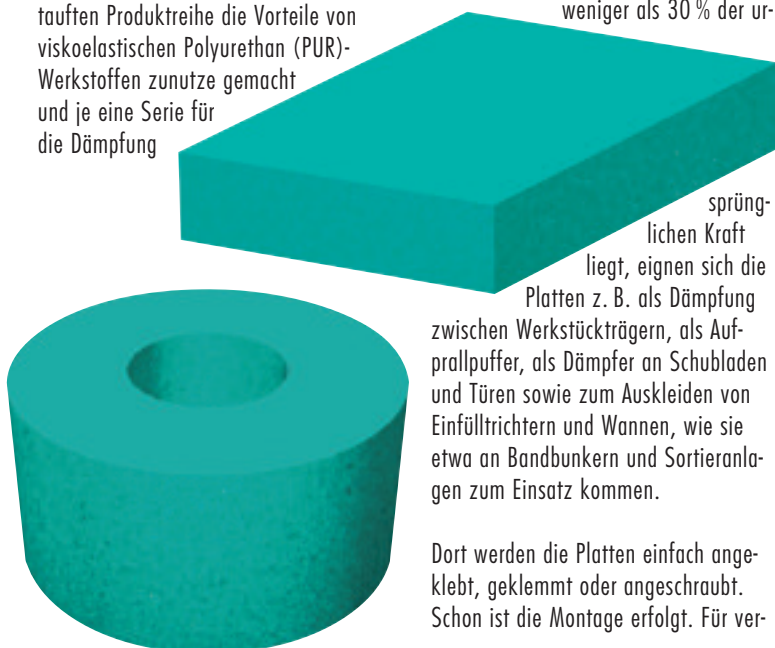 tauften Produktreihe die Vorteile von
viskoelastischen Polyurethan (PUR)-
Werkstoffen zunutze gemacht
und je eine Serie für
die Dämpfung
weniger als 30 % der ur-
sprüng-
lichen Kraft
liegt, eignen sich die
Platten z. B. als Dämpfung
zwischen Werkstückträgern, als Auf-
prallpuffer, als Dämpfer an Schubladen
und Türen sowie zum Auskleiden von
Einfülltrichtern und Wannen, wie sie
etwa an Bandbunkern und Sortieranla-
gen zum Einsatz kommen.
Dort werden die Platten einfach ange-
klebt, geklemmt oder angeschraubt.
Schon ist die Montage erfolgt. Für ver-